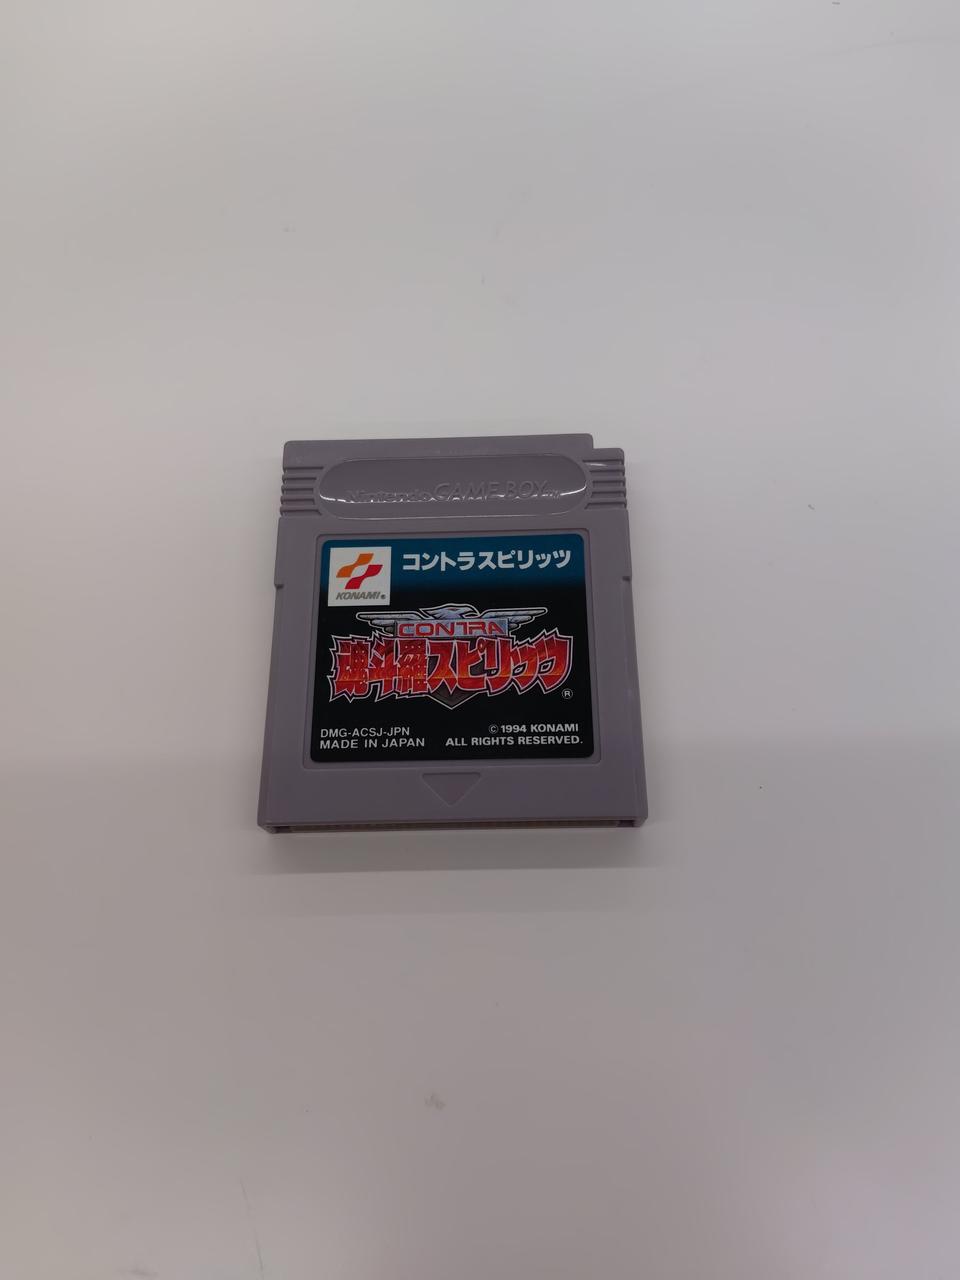 Nintendo GAME BOY TM
コントラスピリッツ
KONAMI®
CONTRA
魂斗羅スピリッツ
®
DMG-ACSJ-JPN
MADE IN JAPAN
© 1994 KONAMI
ALL RIGHTS RESERVED.